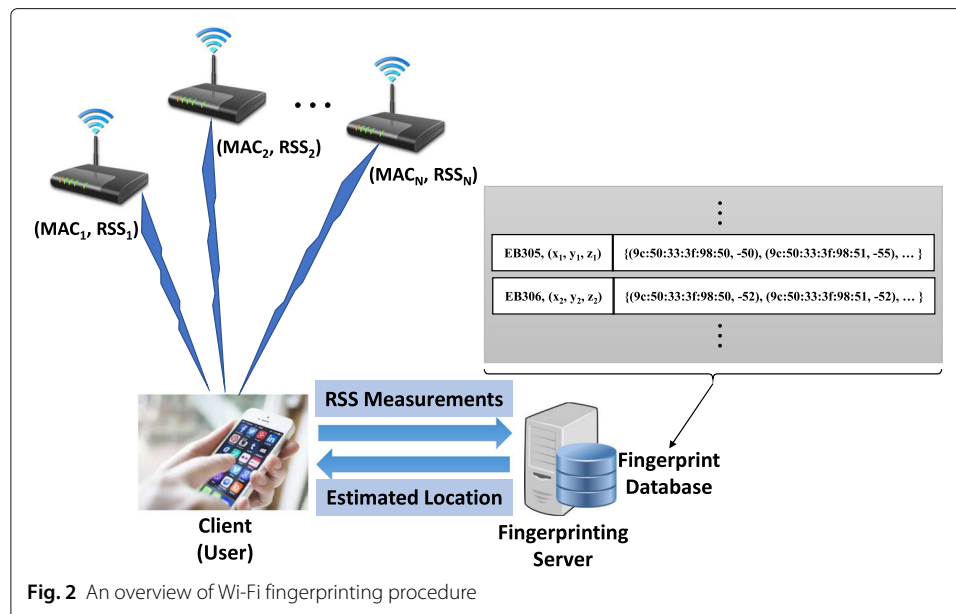 (MAC₁, RSS₁)
(MAC₂, RSS₂)
• • •
(MACN, RSSN)
EB305, (x₁, y₁, z₁) {(9c:50:33:3f:98:50, -50), (9c:50:33:3f:98:51, -55), … }
EB306, (x₂, y₂, z₂) {(9c:50:33:3f:98:50, -52), (9c:50:33:3f:98:51, -52), … }
RSS Measurements
Estimated Location
Client
(User)
Fingerprinting
Server
Fingerprint
Database
Fig. 2 An overview of Wi-Fi fingerprinting procedure